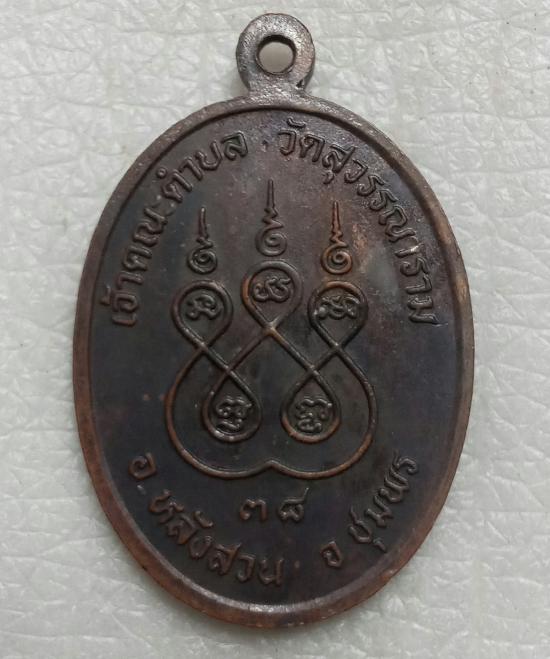 เจ้าคณะตำบล · วัดสุวรรณาราม
๓๘
อ.หลังสวน · จ ชุมพร